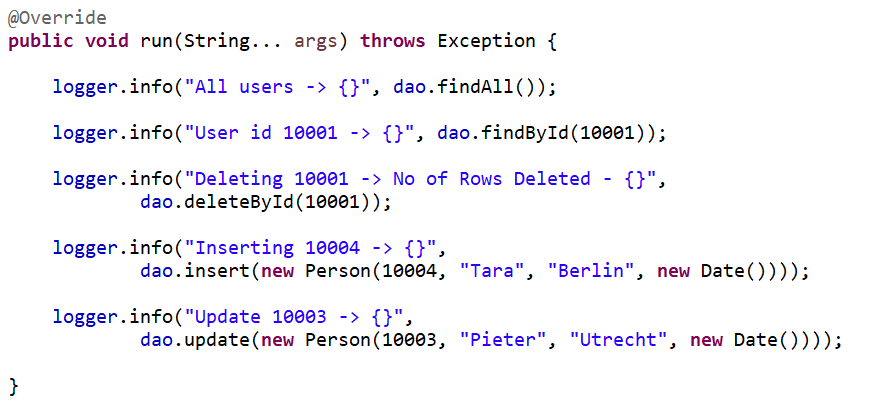 @Override
public void run(String... args) throws Exception {
logger.info("All users -> {}", dao.findAll());
logger.info("User id 10001 -> {}", dao.findById(10001));
logger.info("Deleting 10001 -> No of Rows Deleted - {}",
dao.deleteById(10001));
logger.info("Inserting 10004 -> {}",
dao.insert(new Person(10004, "Tara", "Berlin", new Date())));
logger.info("Update 10003 -> {}",
dao.update(new Person(10003, "Pieter", "Utrecht", new Date())));
}